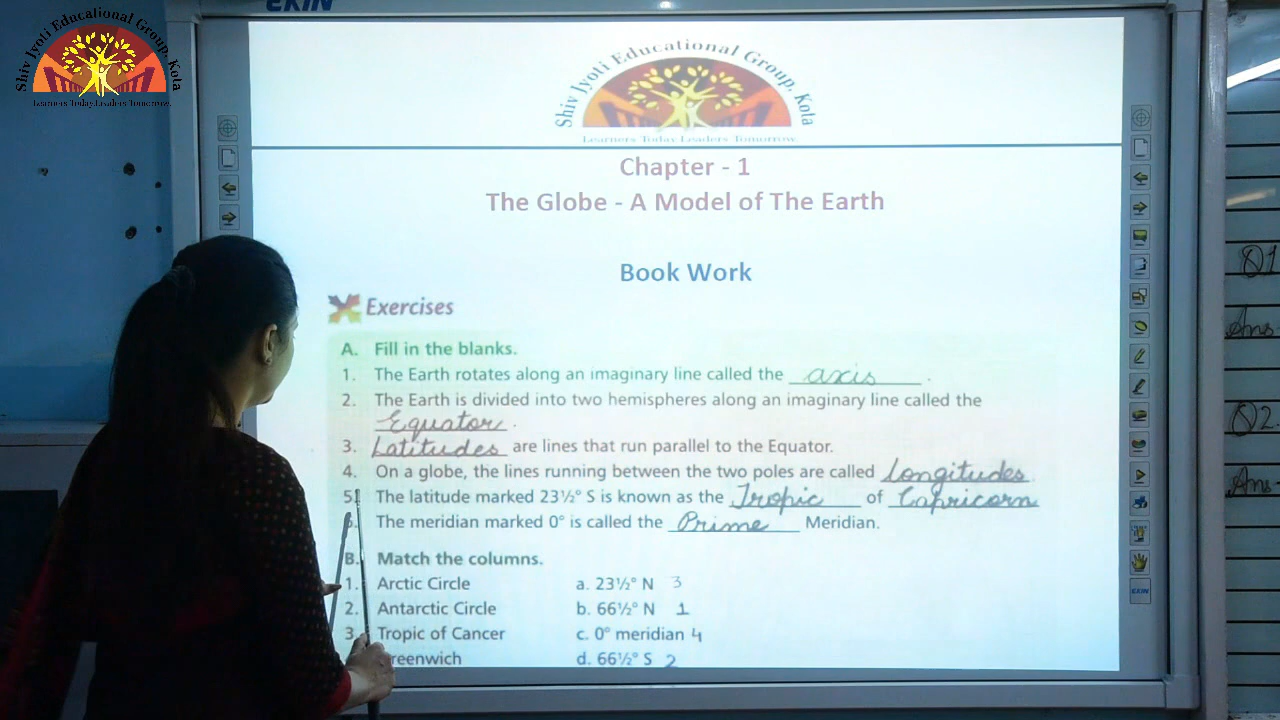 EKIN
Shiv Jyoti Educational Group, Kota
Learners Today Leaders Tomorrow.
Shiv Jyoti Educational Group, Kota
Learners Today Leaders Tomorrow.
Chapter - 1
The Globe - A Model of The Earth
Book Work
Exercises
A. Fill in the blanks.
1. The Earth rotates along an imaginary line called the axis.
2. The Earth is divided into two hemispheres along an imaginary line called the
Equator.
3. Latitudes are lines that run parallel to the Equator.
4. On a globe, the lines running between the two poles are called Longitudes.
5. The latitude marked 23½° S is known as the Tropic of Capricorn
The meridian marked 0° is called the Prime Meridian.
B. Match the columns.
1. Arctic Circle a. 23½° N 3
2. Antarctic Circle b. 66½° N 1
3. Tropic of Cancer c. 0° meridian 4
reenwich d. 66½° S 2
Q1
Ans
Q2.
Ans-
EKIN